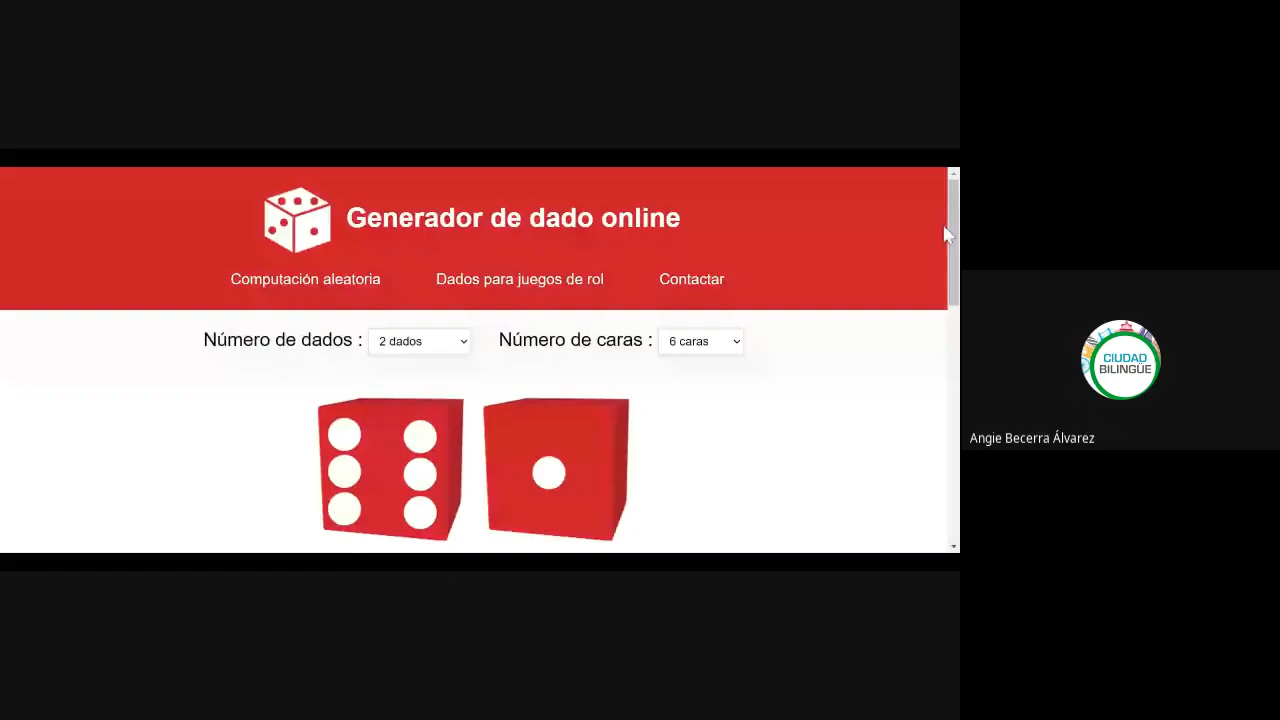 Generador de dado online
Computación aleatoria Dados para juegos de rol Contactar
Número de dados : 2 dados Número de caras : 6 caras
CIUDAD
BILINGÜE
Angie Becerra Álvarez